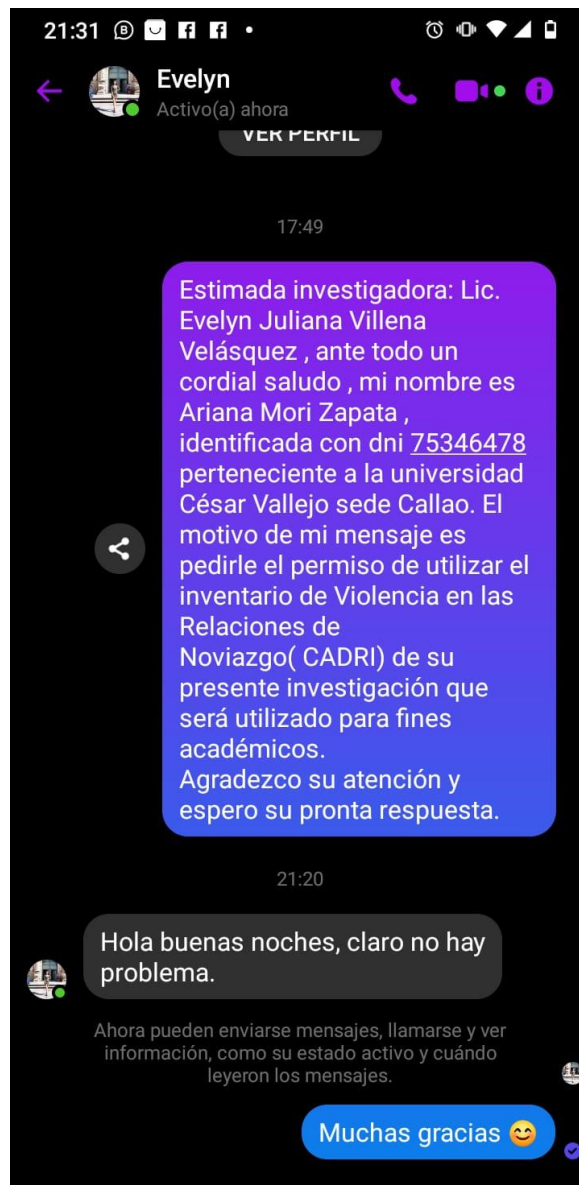 21:31
Evelyn
Activo(a) ahora
VER PERFIL
17:49
Estimada investigadora: Lic.
Evelyn Juliana Villena
Velásquez , ante todo un
cordial saludo , mi nombre es
Ariana Mori Zapata ,
identificada con dni 75346478
perteneciente a la universidad
César Vallejo sede Callao. El
motivo de mi mensaje es
pedirle el permiso de utilizar el
inventario de Violencia en las
Relaciones de
Noviazgo( CADRI) de su
presente investigación que
será utilizado para fines
académicos.
Agradezco su atención y
espero su pronta respuesta.
21:20
Hola buenas noches, claro no hay
problema.
Ahora pueden enviarse mensajes, llamarse y ver
información, como su estado activo y cuándo
leyeron los mensajes.
Muchas gracias 😊